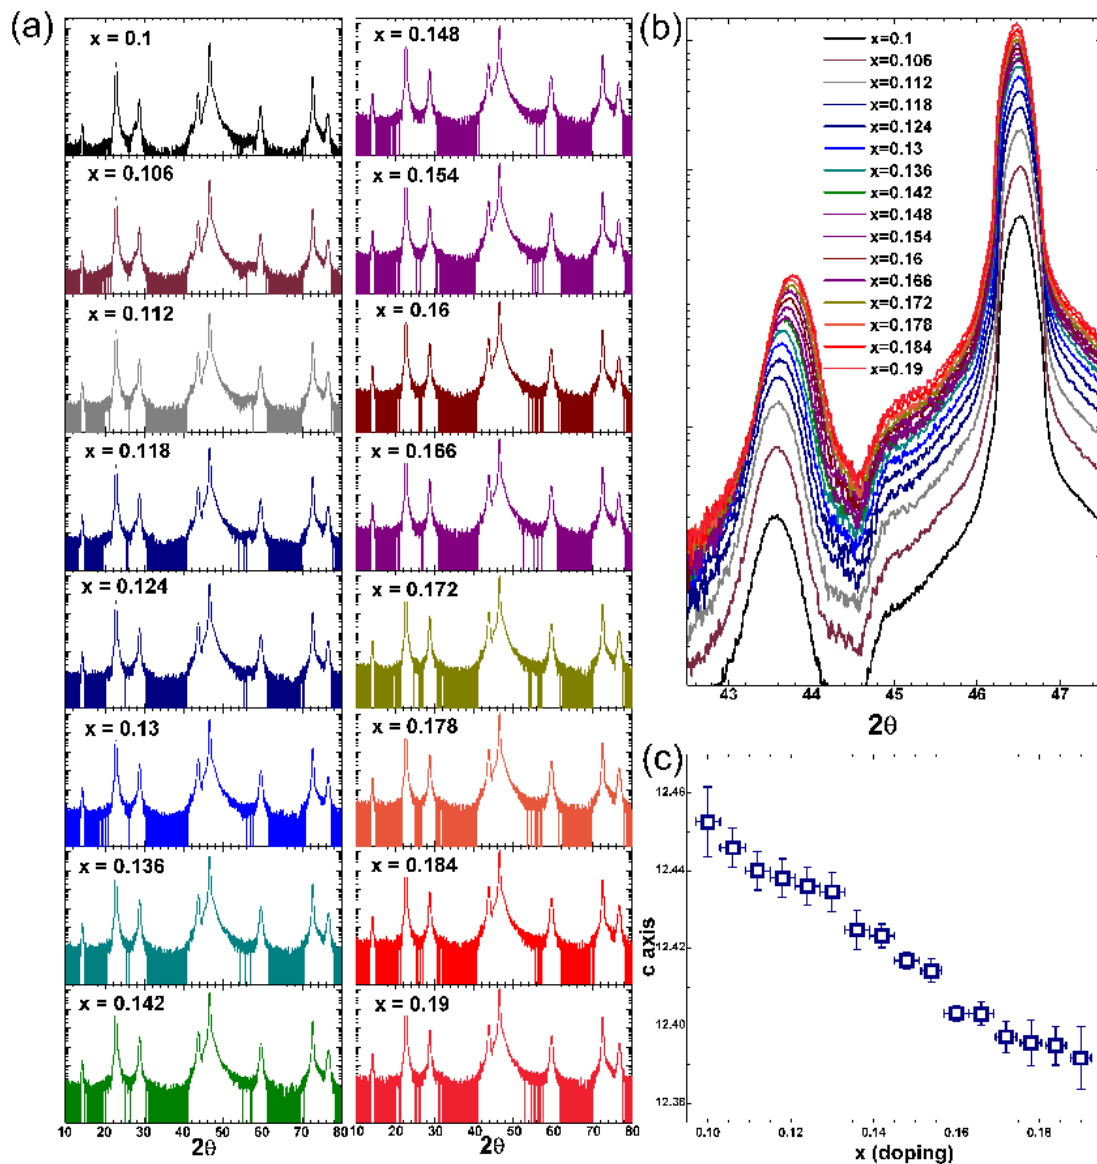 (a)
x = 0.1
x = 0.106
x = 0.112
x = 0.118
x = 0.124
x = 0.13
x = 0.136
x = 0.142
10 20 30 40 50 60 70 80
2θ
0.148
x = 0.154
x = 0.16
x = 0.166
x = 0.172
x = 0.178
x = 0.184
x = 0.19
10 20 30 40 50 60 70 80
2θ
(b)
x=0.1
x=0.106
x=0.112
x=0.118
x=0.124
x=0.13
x=0.136
x=0.142
x=0.148
x=0.154
x=0.16
x=0.166
x=0.172
x=0.178
x=0.184
x=0.19
43 44 45 46 47
2θ
(c)
12.46
12.44
12.42
12.40
12.38
c axis
0.10 0.12 0.14 0.16 0.18
x (doping)